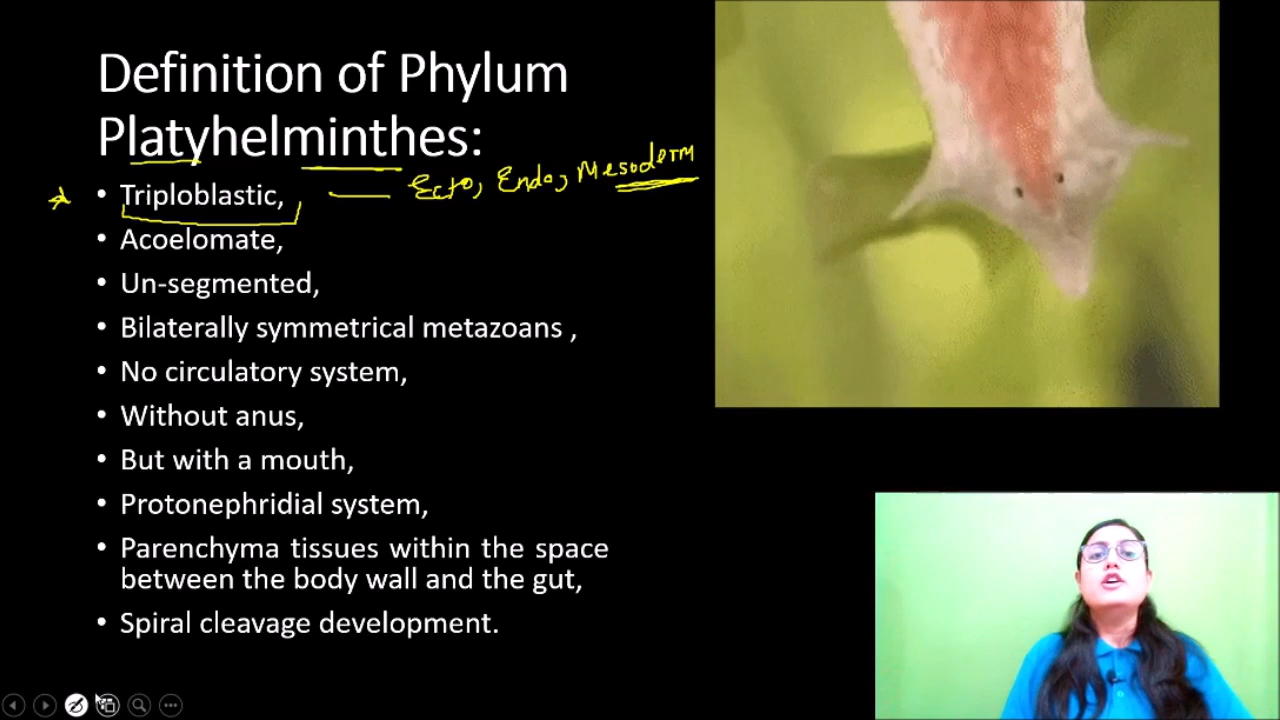 Definition of Phylum
Platyhelminthes:
• Triploblastic, — Ecto, Endo, Mesoderm
• Acoelomate,
• Un-segmented,
• Bilaterally symmetrical metazoans ,
• No circulatory system,
• Without anus,
• But with a mouth,
• Protonephridial system,
• Parenchyma tissues within the space
between the body wall and the gut,
• Spiral cleavage development.